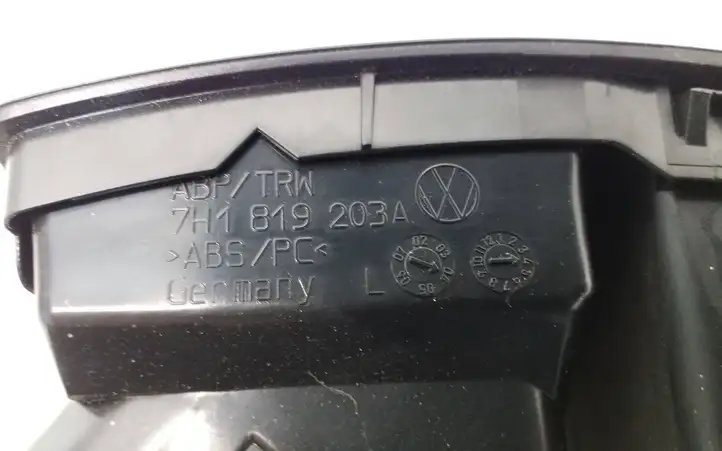 ABP/TRW
7H1 819 203A
>ABS/PC<
Germany L